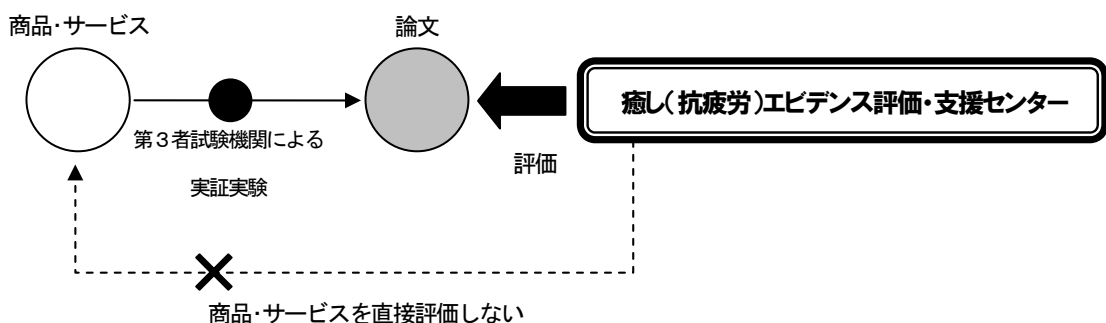 商品・サービス
論文
癒し(抗疲労)エビデンス評価・支援センター
第3者試験機関による
実証実験
評価
商品・サービスを直接評価しない